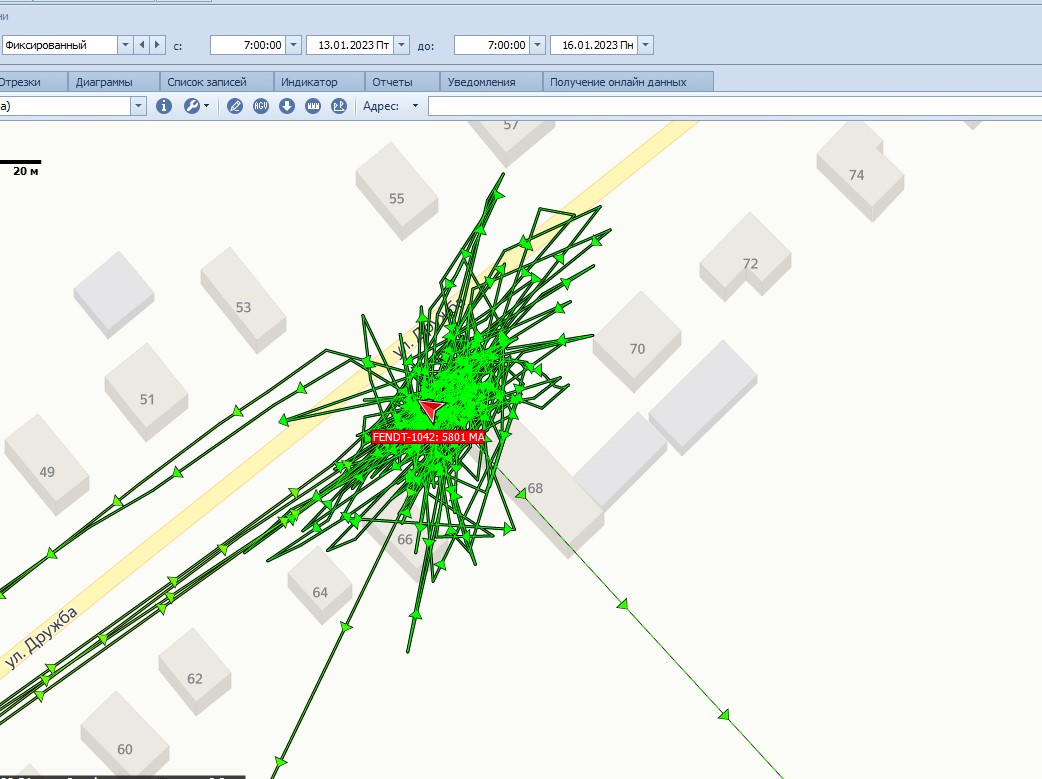 ни
Фиксированный с: 7:00:00 13.01.2023 Пт до: 7:00:00 16.01.2023 Пн
Отрезки Диаграммы Список записей Индикатор Отчеты Уведомления Получение онлайн данных
а) AGV Адрес:
57
20 м
74
55
72
53
ул.
70
51
FENDT-1042: 5801 МА
49
68
66
64
ул. Дружба
62
60